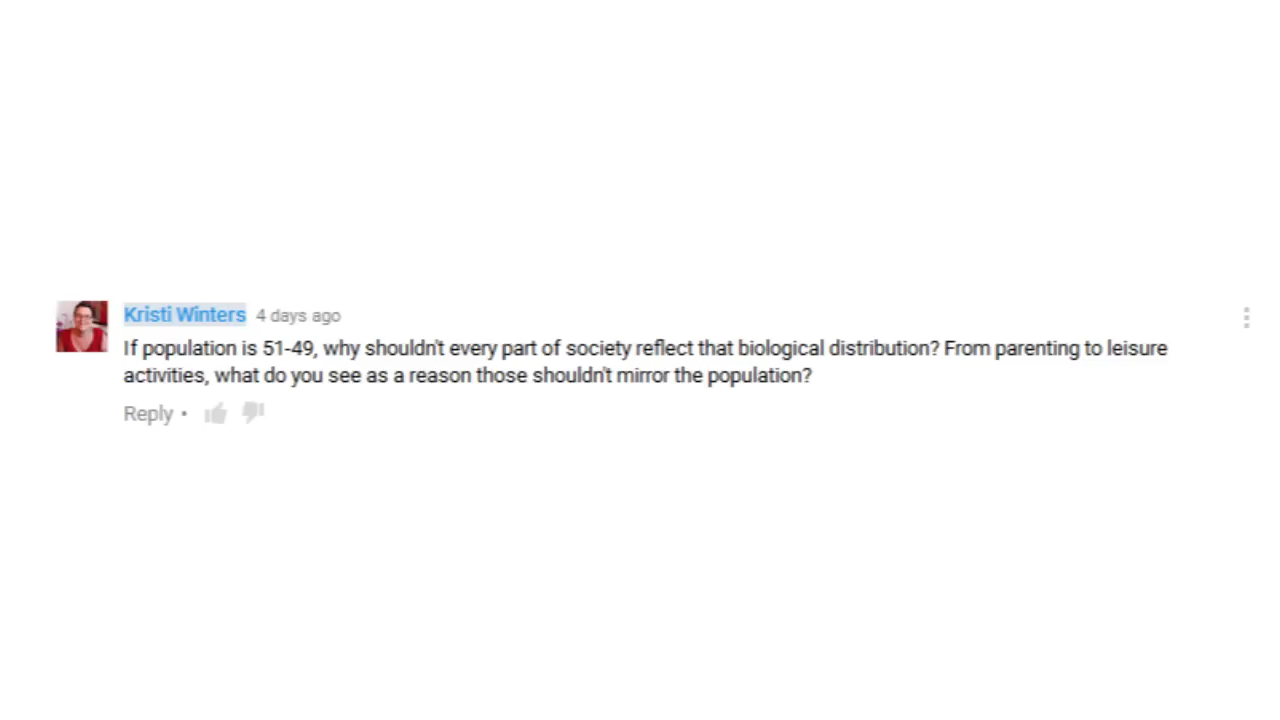 Kristi Winters 4 days ago
If population is 51-49, why shouldn't every part of society reflect that biological distribution? From parenting to leisure
activities, what do you see as a reason those shouldn't mirror the population?
Reply •